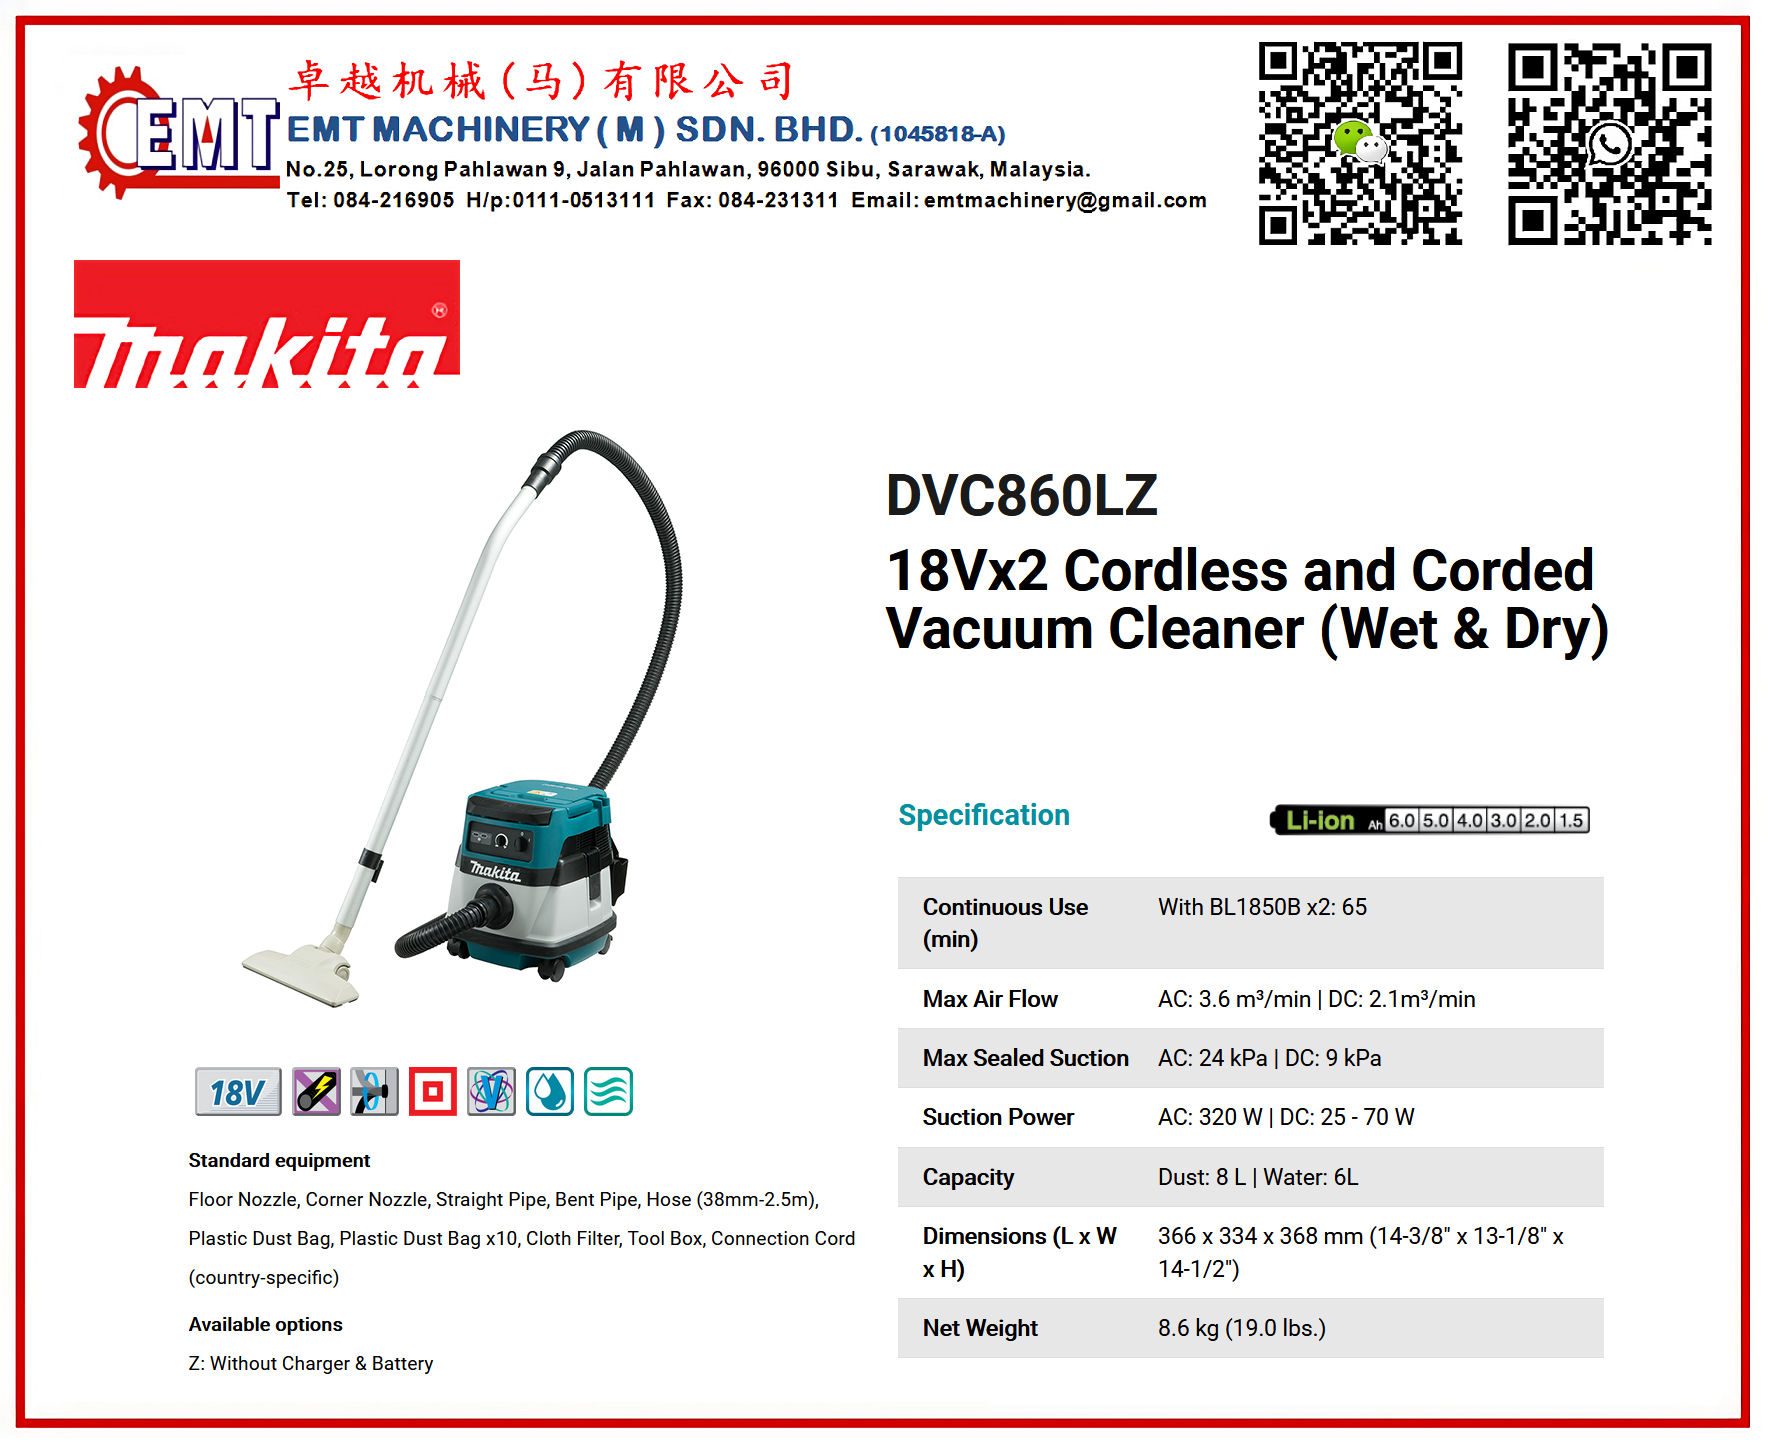 卓越机械(马)有限公司
EMT
EMT MACHINERY ( M ) SDN. BHD. (1045818-A)
No.25, Lorong Pahlawan 9, Jalan Pahlawan, 96000 Sibu, Sarawak, Malaysia.
Tel: 084-216905 H/p:0111-0513111 Fax: 084-231311 Email: emtmachinery@gmail.com
makita
DVC860LZ
18Vx2 Cordless and Corded
Vacuum Cleaner (Wet & Dry)
makita
Specification
Li-ion Ah 6.0 5.0 4.0 3.0 2.0 1.5
Continuous Use (min) With BL1850B x2: 65
Max Air Flow AC: 3.6 m³/min | DC: 2.1m³/min
Max Sealed Suction AC: 24 kPa | DC: 9 kPa
Suction Power AC: 320 W | DC: 25 - 70 W
Capacity Dust: 8 L | Water: 6L
Dimensions (L x W x H) 366 x 334 x 368 mm (14-3/8" x 13-1/8" x 14-1/2")
Net Weight 8.6 kg (19.0 lbs.)
18V
V
Standard equipment
Floor Nozzle, Corner Nozzle, Straight Pipe, Bent Pipe, Hose (38mm-2.5m),
Plastic Dust Bag, Plastic Dust Bag x10, Cloth Filter, Tool Box, Connection Cord
(country-specific)
Available options
Z: Without Charger & Battery